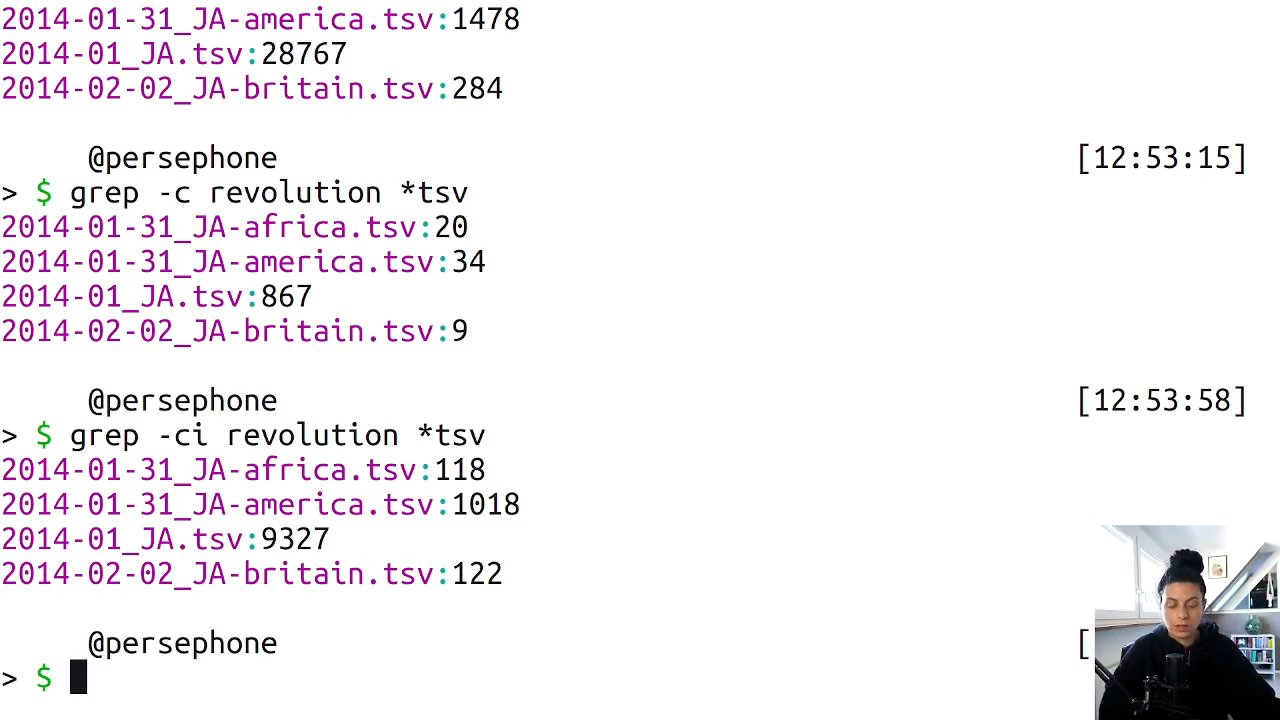 2014-01-31_JA-america.tsv:1478
2014-01_JA.tsv:28767
2014-02-02_JA-britain.tsv:284
@persephone [12:53:15]
> $ grep -c revolution *tsv
2014-01-31_JA-africa.tsv:20
2014-01-31_JA-america.tsv:34
2014-01_JA.tsv:867
2014-02-02_JA-britain.tsv:9
@persephone [12:53:58]
> $ grep -ci revolution *tsv
2014-01-31_JA-africa.tsv:118
2014-01-31_JA-america.tsv:1018
2014-01_JA.tsv:9327
2014-02-02_JA-britain.tsv:122
@persephone [
> $